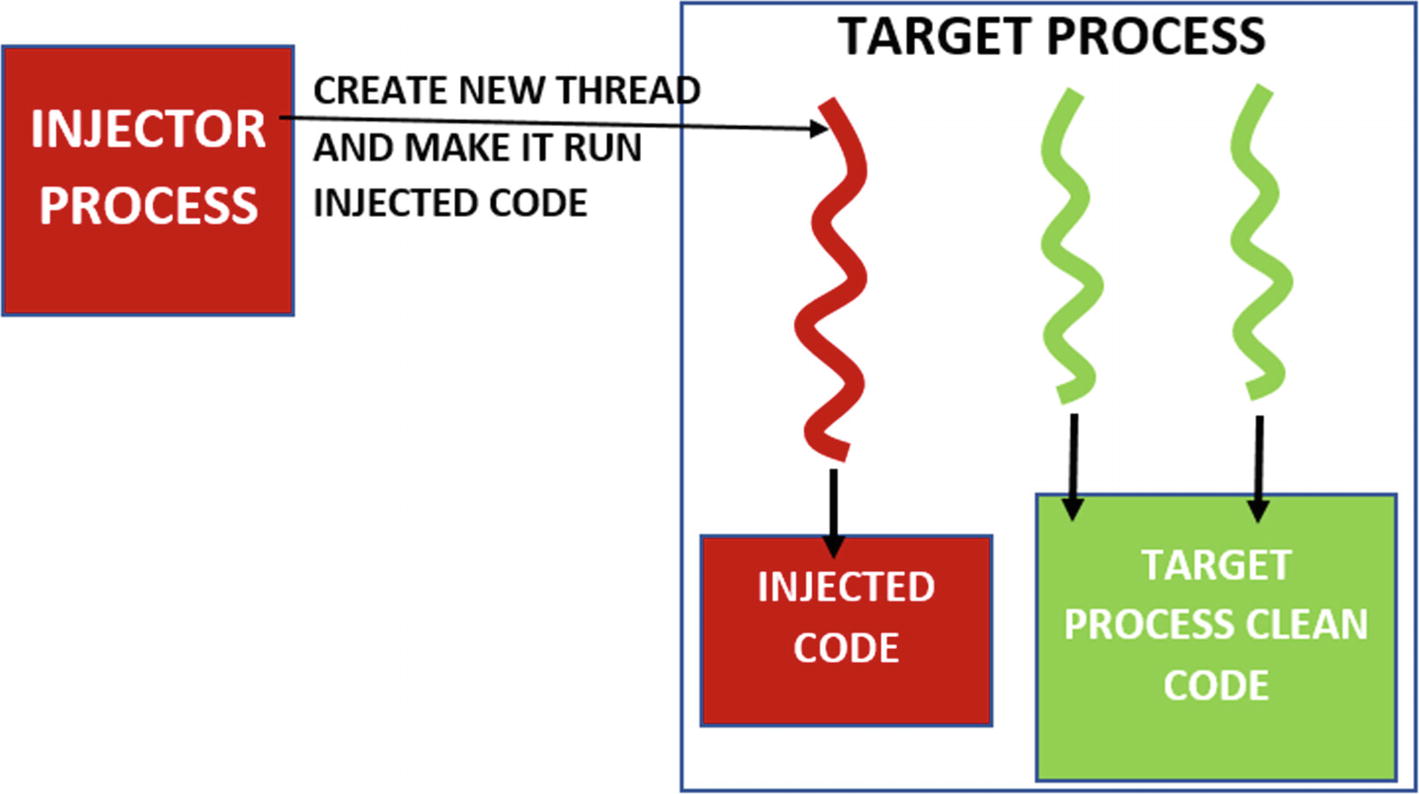 INJECTOR
PROCESS
CREATE NEW THREAD
AND MAKE IT RUN
INJECTED CODE
TARGET PROCESS
INJECTED
CODE
TARGET
PROCESS CLEAN
CODE